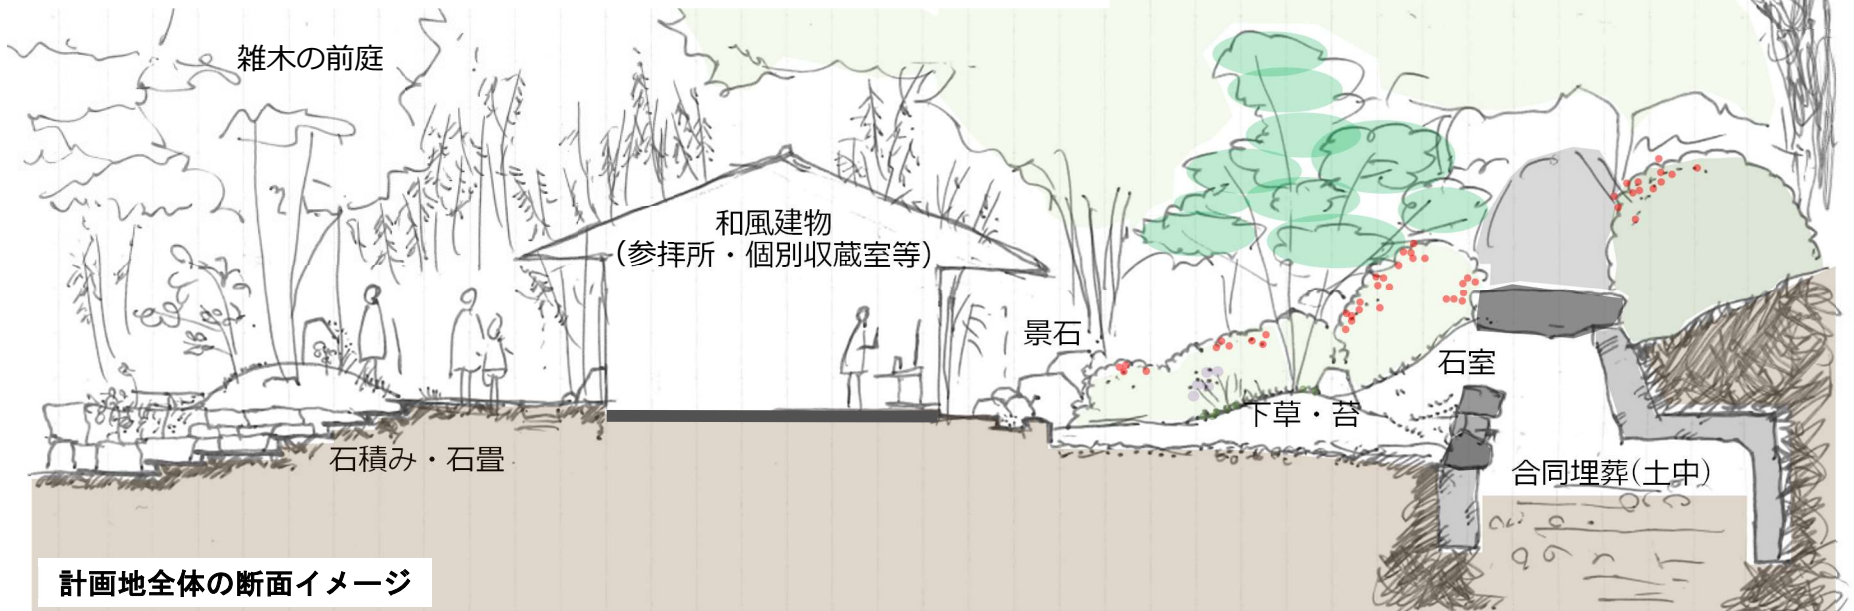 雑木の前庭
和風建物
(参拝所・個別収蔵室等)
景石
石室
下草・苔
石積み・石畳
合同埋葬(土中)
計画地全体の断面イメージ